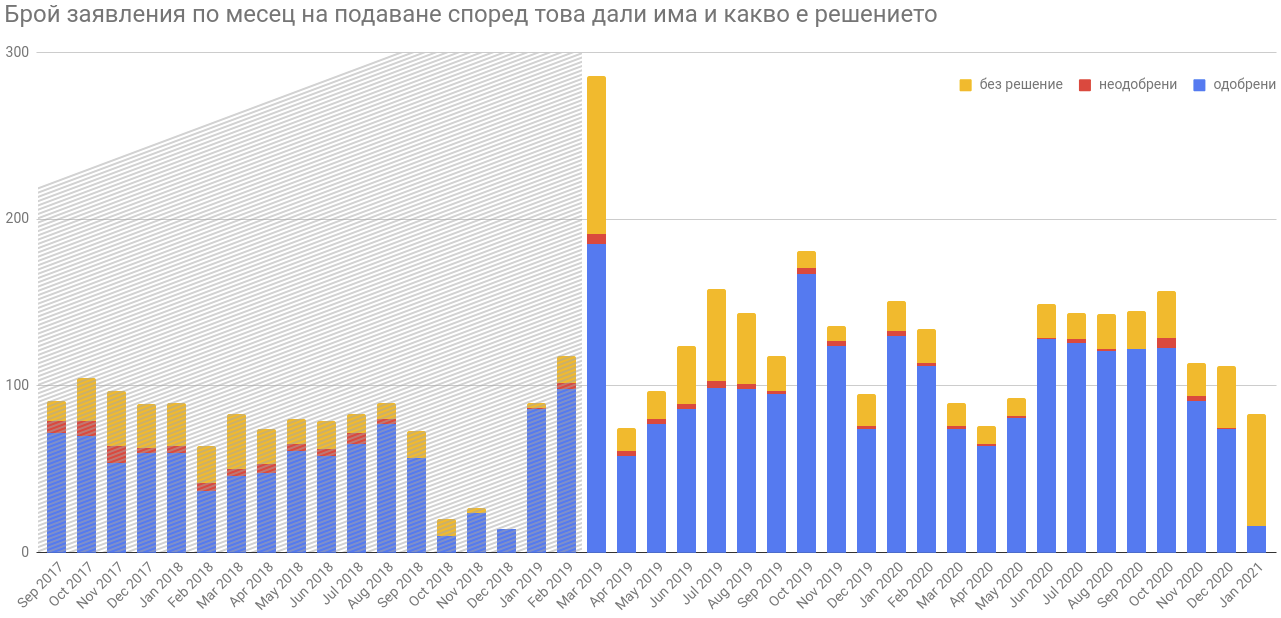 Брой заявления по месец на подаване според това дали има и какво е решението
300
без решение неодобрени одобрени
200
100
0
Sep 2017
Oct 2017
Nov 2017
Dec 2017
Jan 2018
Feb 2018
Mar 2018
Apr 2018
May 2018
Jun 2018
Jul 2018
Aug 2018
Sep 2018
Oct 2018
Nov 2018
Dec 2018
Jan 2019
Feb 2019
Mar 2019
Apr 2019
May 2019
Jun 2019
Jul 2019
Aug 2019
Sep 2019
Oct 2019
Nov 2019
Dec 2019
Jan 2020
Feb 2020
Mar 2020
Apr 2020
May 2020
Jun 2020
Jul 2020
Aug 2020
Sep 2020
Oct 2020
Nov 2020
Dec 2020
Jan 2021